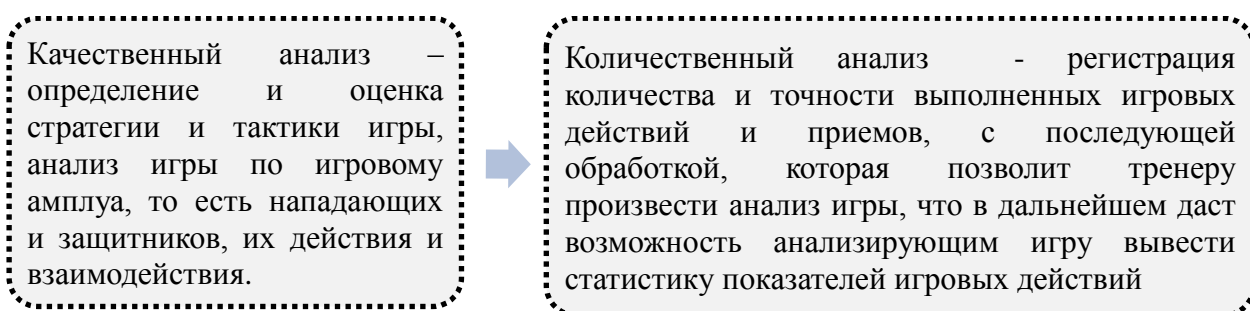 Качественный анализ –
определение и оценка
стратегии и тактики игры,
анализ игры по игровому
амплуа, то есть нападающих
и защитников, их действия и
взаимодействия.
Количественный анализ - регистрация
количества и точности выполненных игровых
действий и приемов, с последующей
обработкой, которая позволит тренеру
произвести анализ игры, что в дальнейшем даст
возможность анализирующим игру вывести
статистику показателей игровых действий